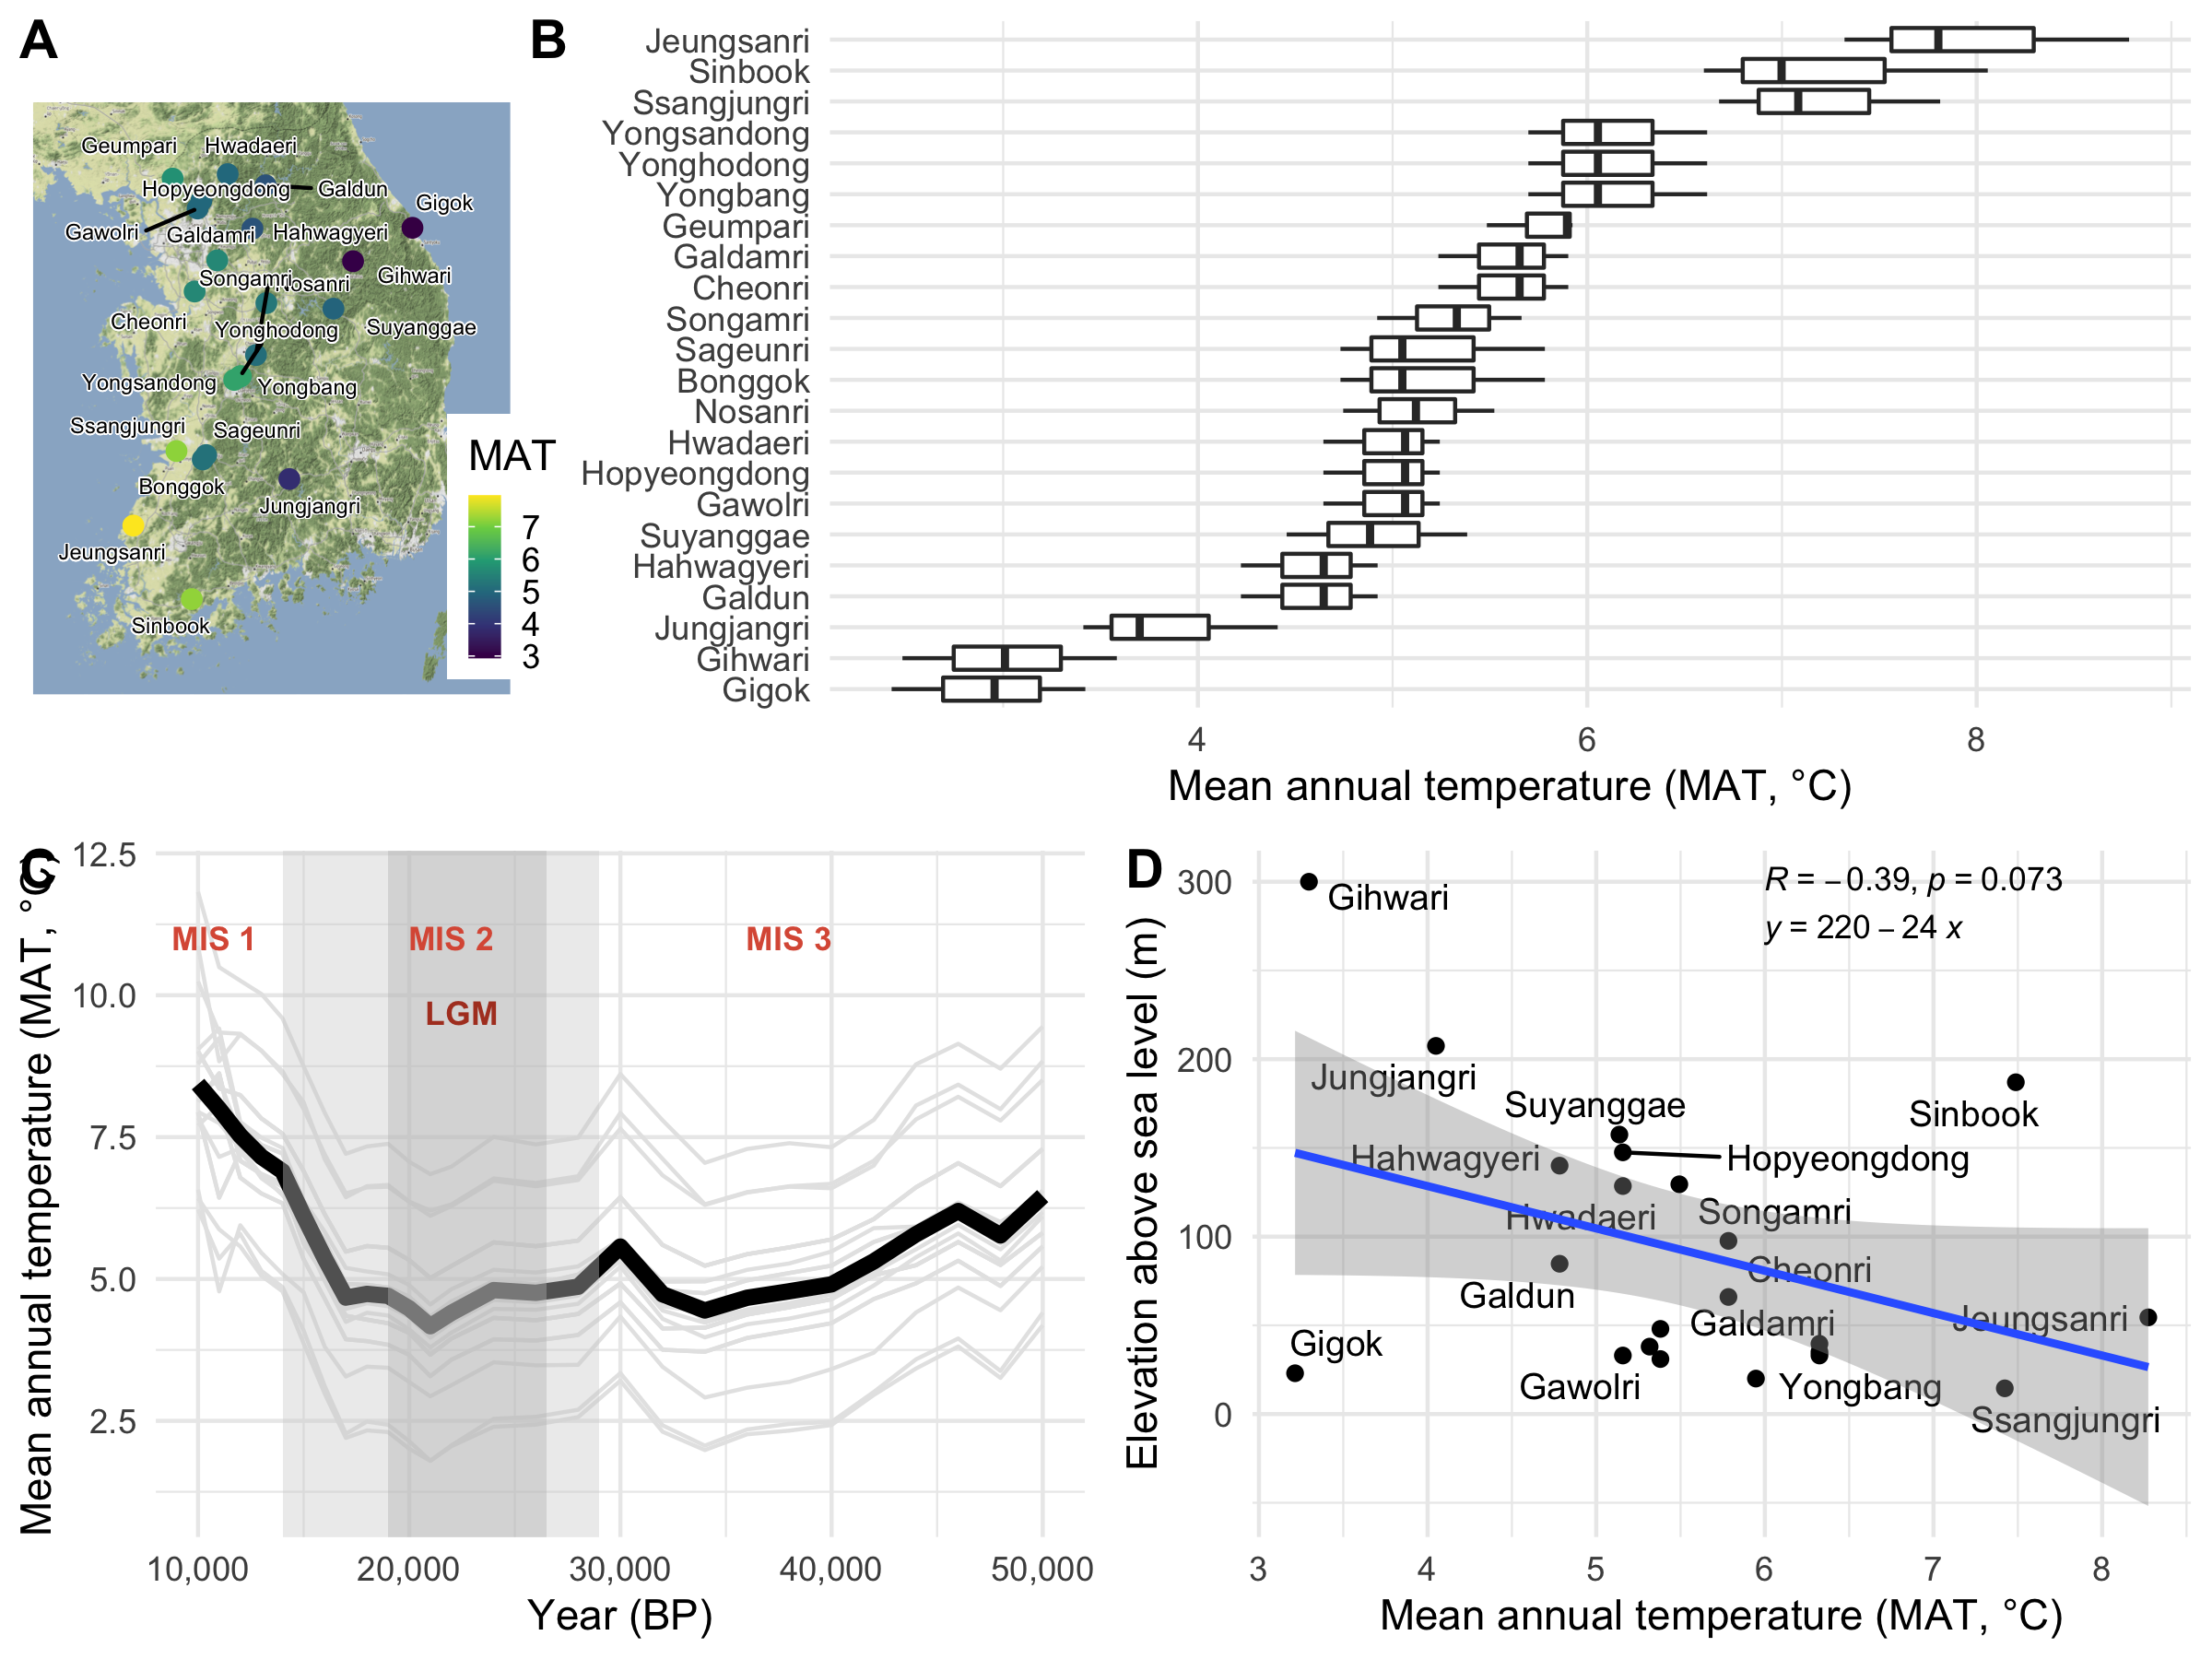 A
Geumpari
Hwadaeri
Hopyeongdong
Galdun
Gigok
Gawolri
Galdamri
Hahwagyeri
Gihwari
Songamri
Nosanri
Cheonri
Yonghodong
Suyanggae
Yongsandong
Yongbang
Ssangjungri
Sageunri
Bonggok
Jungjangri
Jeungsanri
Sinbook
MAT
7
6
5
4
3
B
Jeungsanri
Sinbook
Ssangjungri
Yongsandong
Yonghodong
Yongbang
Geumpari
Galdamri
Cheonri
Songamri
Sageunri
Bonggok
Nosanri
Hwadaeri
Hopyeongdong
Gawolri
Suyanggae
Hahwagyeri
Galdun
Jungjangri
Gihwari
Gigok
4 6 8
Mean annual temperature (MAT, °C)
C
Mean annual temperature (MAT, °C)
12.5
10.0
7.5
5.0
2.5
MIS 1
MIS 2
MIS 3
LGM
10,000 20,000 30,000 40,000 50,000
Year (BP)
D
Elevation above sea level (m)
300
200
100
0
R = −0.39, p = 0.073
y = 220 − 24 x
Gihwari
Jungjangri
Suyanggae
Sinbook
Hahwagyeri
Hopyeongdong
Hwadaeri
Songamri
Cheonri
Galdun
Galdamri
Jeungsanri
Gigok
Gawolri
Yongbang
Ssangjungri
3 4 5 6 7 8
Mean annual temperature (MAT, °C)